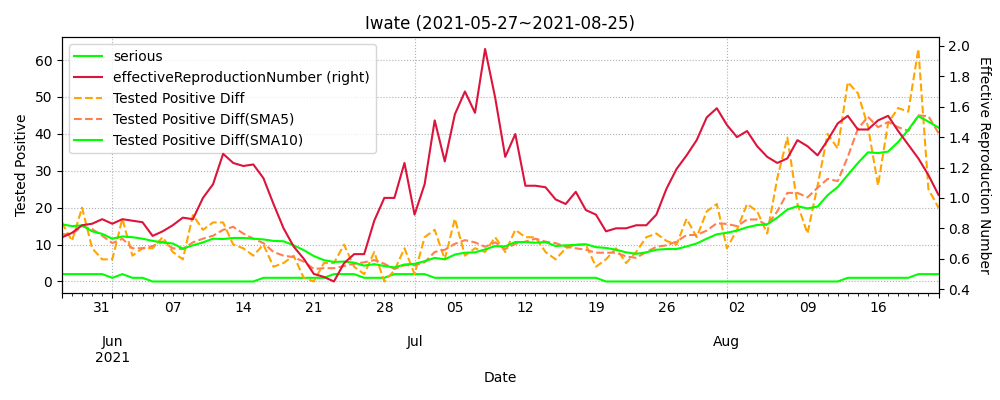 Iwate (2021-05-27~2021-08-25)
serious
effectiveReproductionNumber (right)
Tested Positive Diff
Tested Positive Diff(SMA5)
Tested Positive Diff(SMA10)
Tested Positive
60
50
40
30
20
10
0
2.0
1.8
1.6
1.4
1.2
1.0
0.8
0.6
0.4
Effective Reproduction Number
31 07 14 21 28 05 12 19 26 02 09 16
Jun Jul Aug
2021
Date